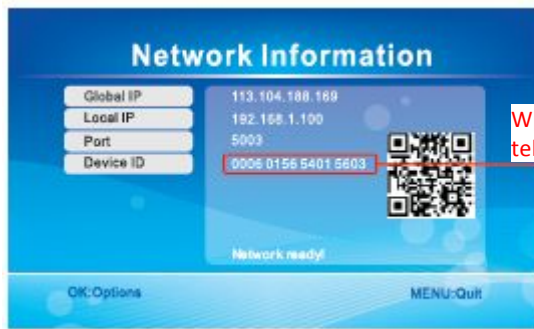 Network Information
Global IP 113.104.188.169
Local IP 192.168.1.100
Port 5003
Device ID 0006 0156 5401 5603
Network ready!
OK:Options MENU:Quit